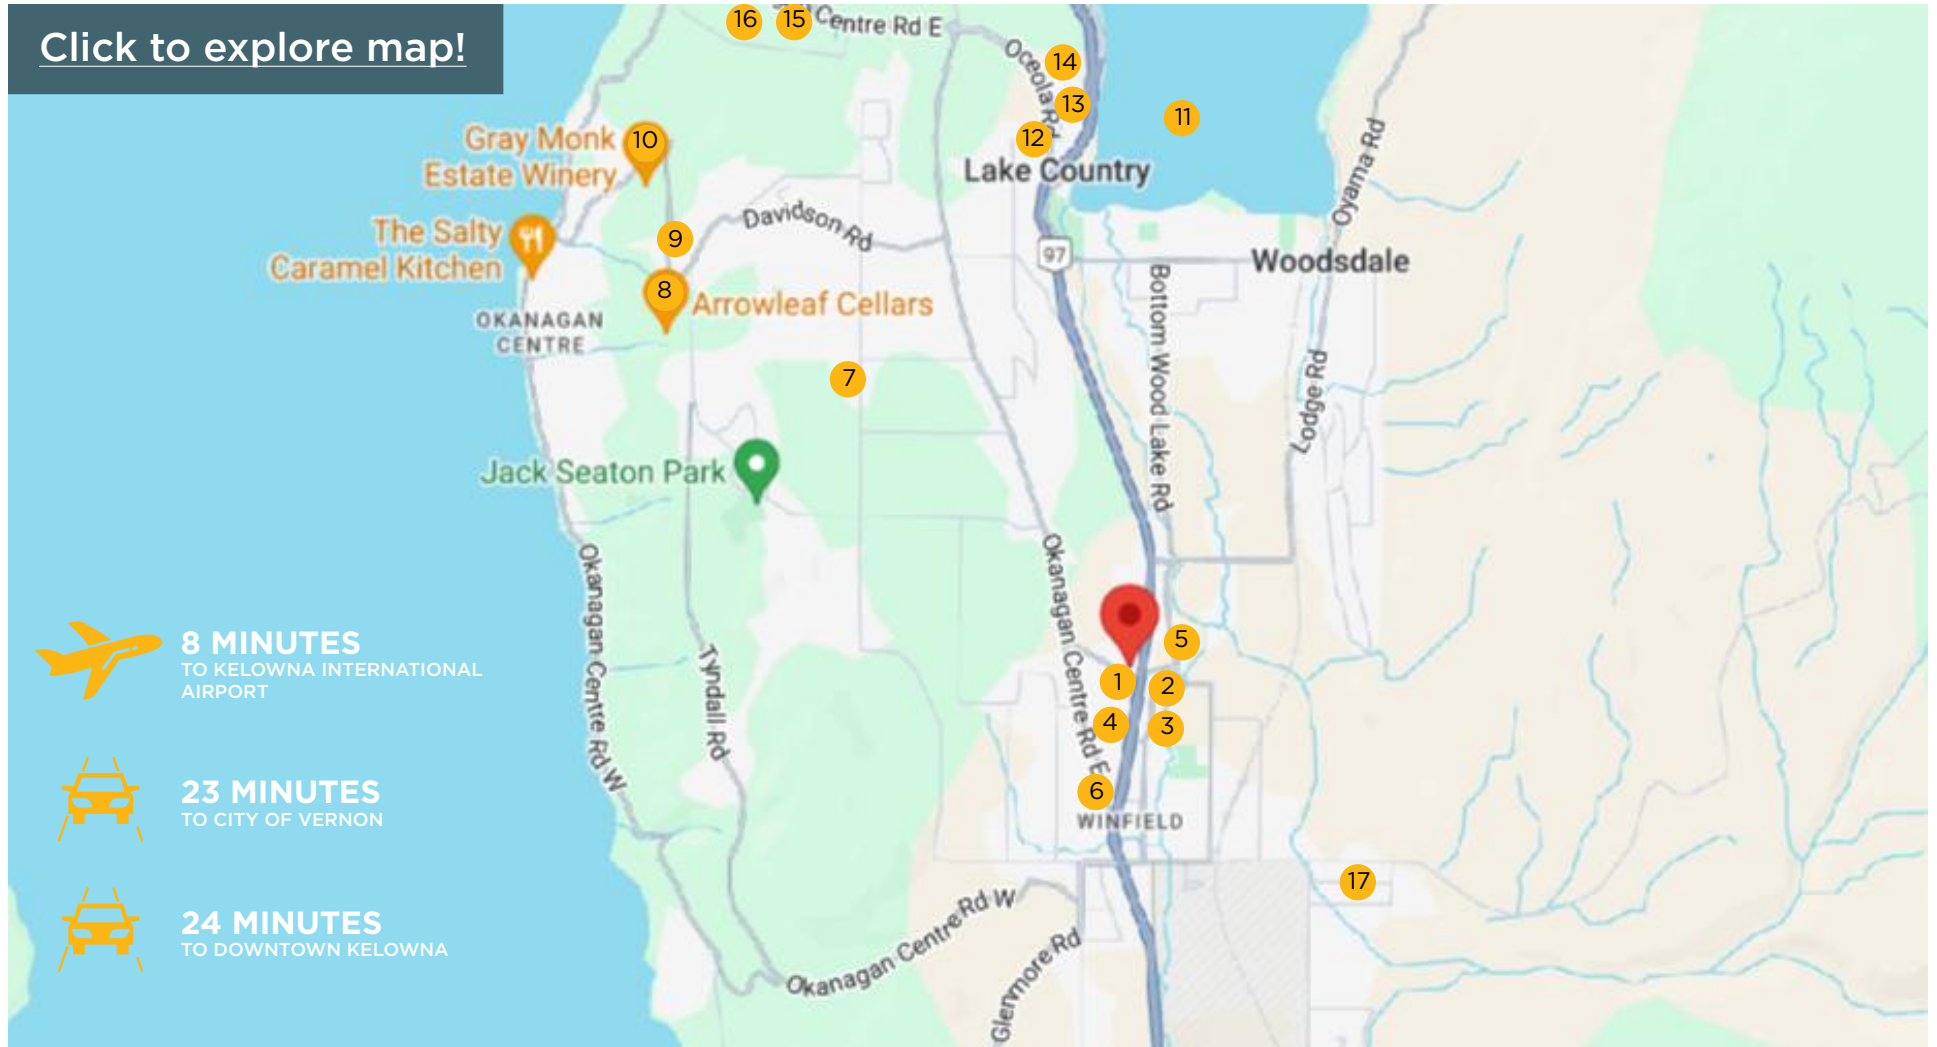 Click to explore map!
16
15
Centre Rd E
Oceola Rd
14
13
12
11
Lake Country
Oyama Rd
Gray Monk
Estate Winery
10
The Salty
Caramel Kitchen
9
Davidson Rd
97
Woodsdale
8
Arrowleaf Cellars
OKANAGAN
CENTRE
7
Bottom Wood Lake Rd
Lodge Rd
Jack Seaton Park
Okanagan Centre Rd W
Tyndall Rd
Okanagan Centre Rd E
5
1
2
4
3
6
WINFIELD
17
Okanagan Centre Rd W
Glenmore Rd
8 MINUTES
TO KELOWNA INTERNATIONAL
AIRPORT
23 MINUTES
TO CITY OF VERNON
24 MINUTES
TO DOWNTOWN KELOWNA